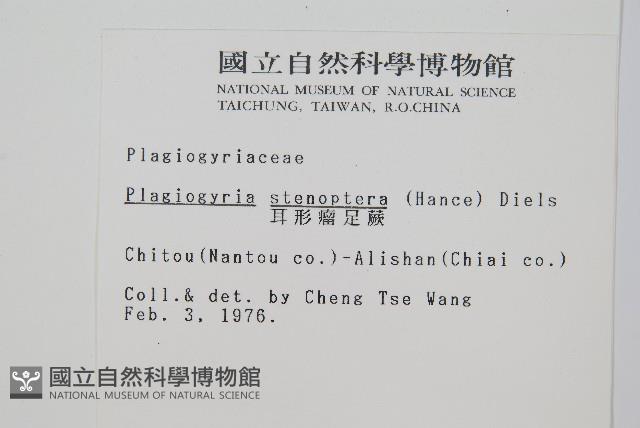 國立自然科學博物館
NATIONAL MUSEUM OF NATURAL SCIENCE
TAICHUNG, TAIWAN, R.O.CHINA
Plagiogyriaceae
Plagiogyria stenoptera (Hance) Diels
耳形瘤足蕨
Chitou(Nantou co.)-Alishan(Chiai co.)
Coll.& det. by Cheng Tse Wang
Feb. 3, 1976.
國立自然科學博物館
NATIONAL MUSEUM OF NATURAL SCIENCE